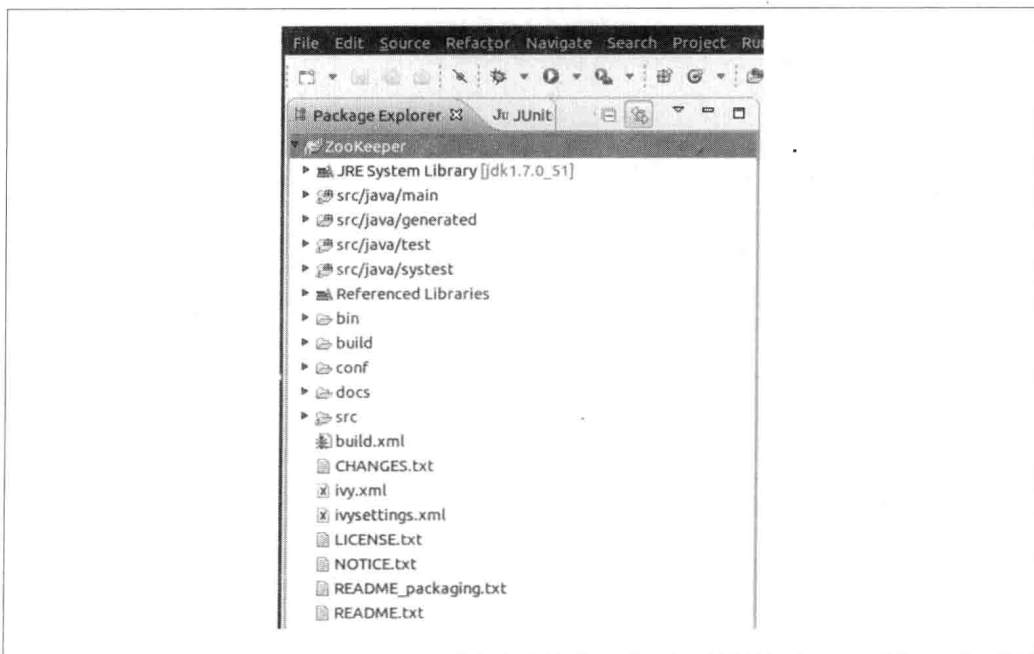 File Edit Source Refactor Navigate Search Project Ru
Package Explorer Ju JUnit
ZooKeeper
JRE System Library [jdk1.7.0_51]
src/java/main
src/java/generated
src/java/test
src/java/systest
Referenced Libraries
bin
build
conf
docs
src
build.xml
CHANGES.txt
ivy.xml
ivysettings.xml
LICENSE.txt
NOTICE.txt
README_packaging.txt
README.txt